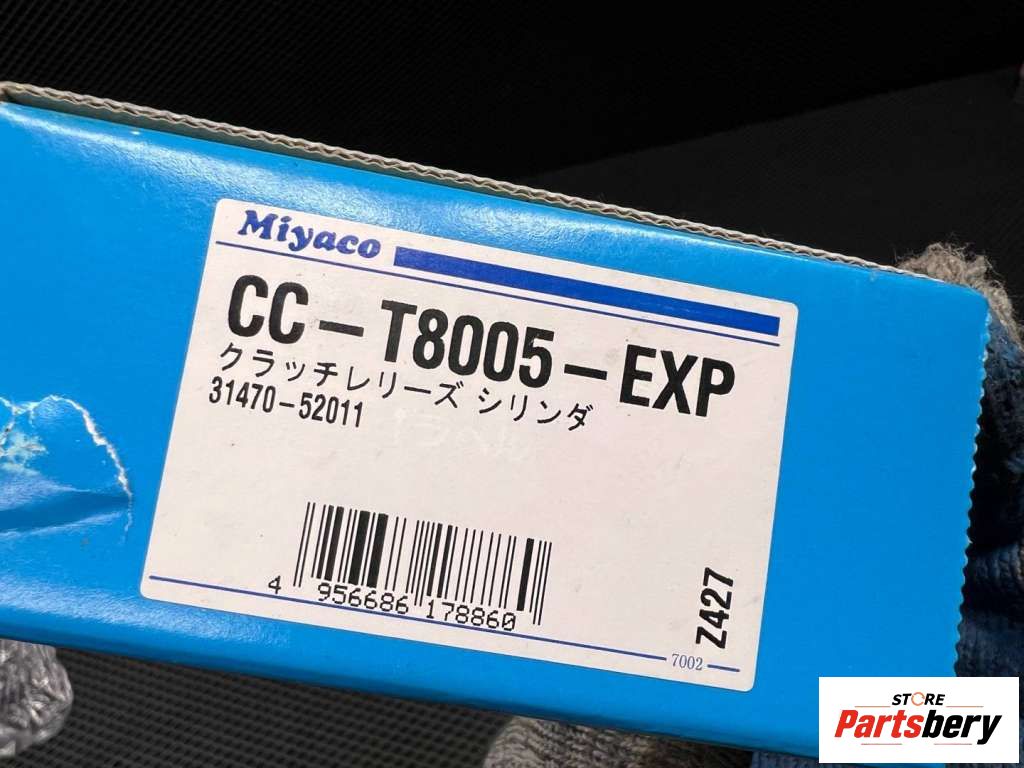 Miyaco
CC-T8005-EXP
クラッチレリーズ シリンダ
31470-52011
4 956686 178860
Z427
7002
STORE
Partsbery